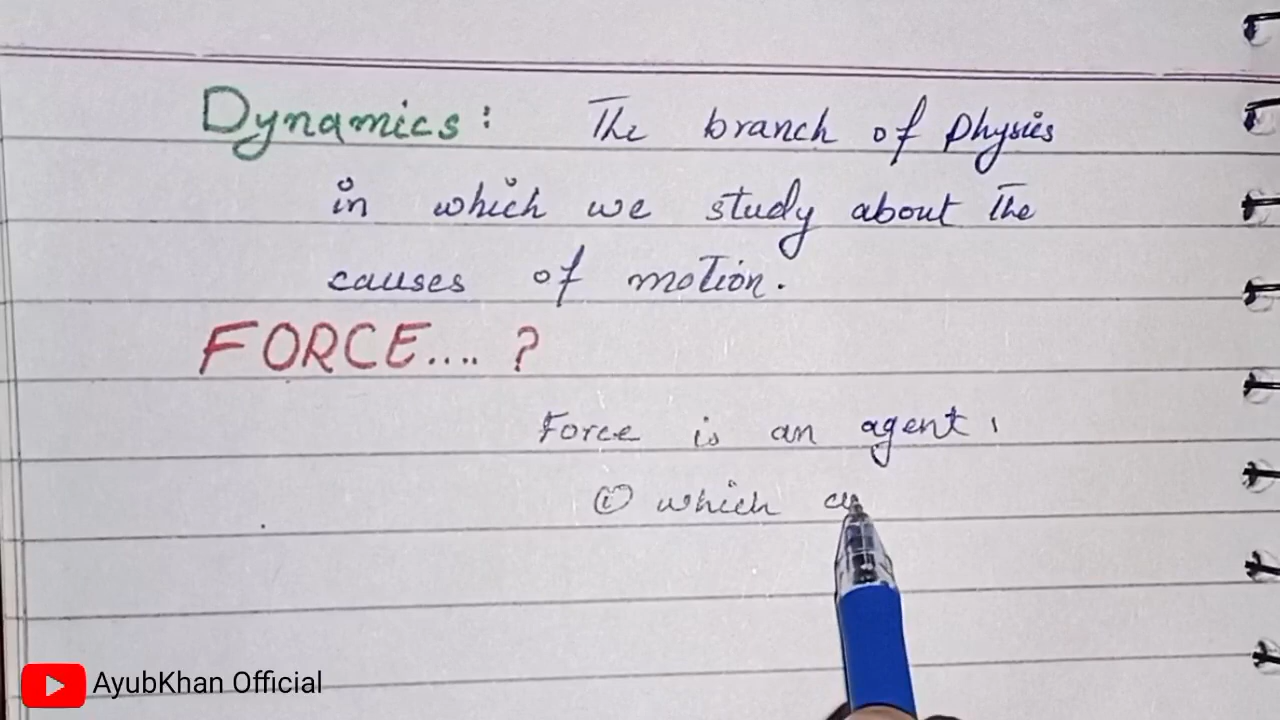 Dynamics: The branch of Physics
in which we study about the
causes of motion.
FORCE.... ?
Force is an agent,
(i) which
AyubKhan Official